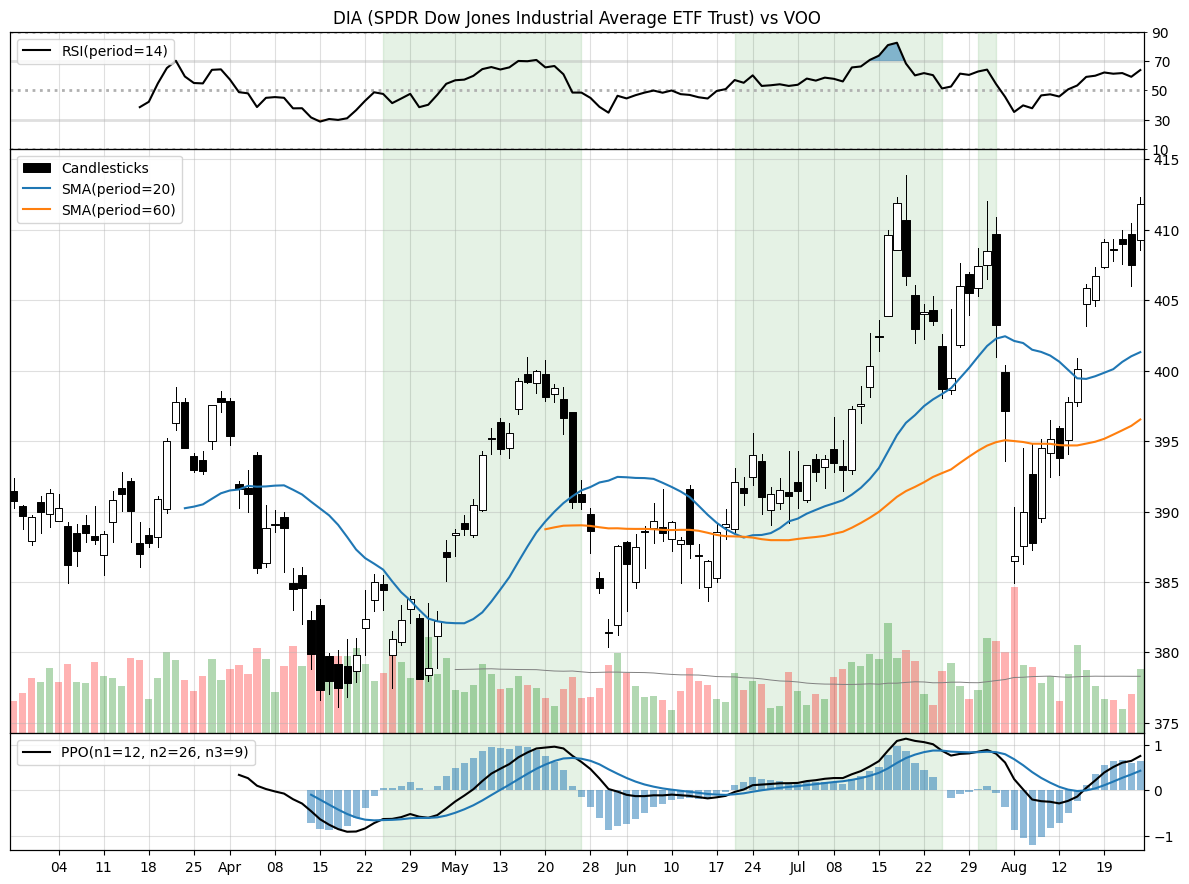 DIA (SPDR Dow Jones Industrial Average ETF Trust) vs VOO
RSI(period=14)
90
70
50
30
10
Candlesticks
SMA(period=20)
SMA(period=60)
415
410
405
400
395
390
385
380
375
PPO(n1=12, n2=26, n3=9)
1
0
−1
04 11 18 25 Apr 08 15 22 29 May 13 20 28 Jun 10 17 24 Jul 08 15 22 29 Aug 12 19